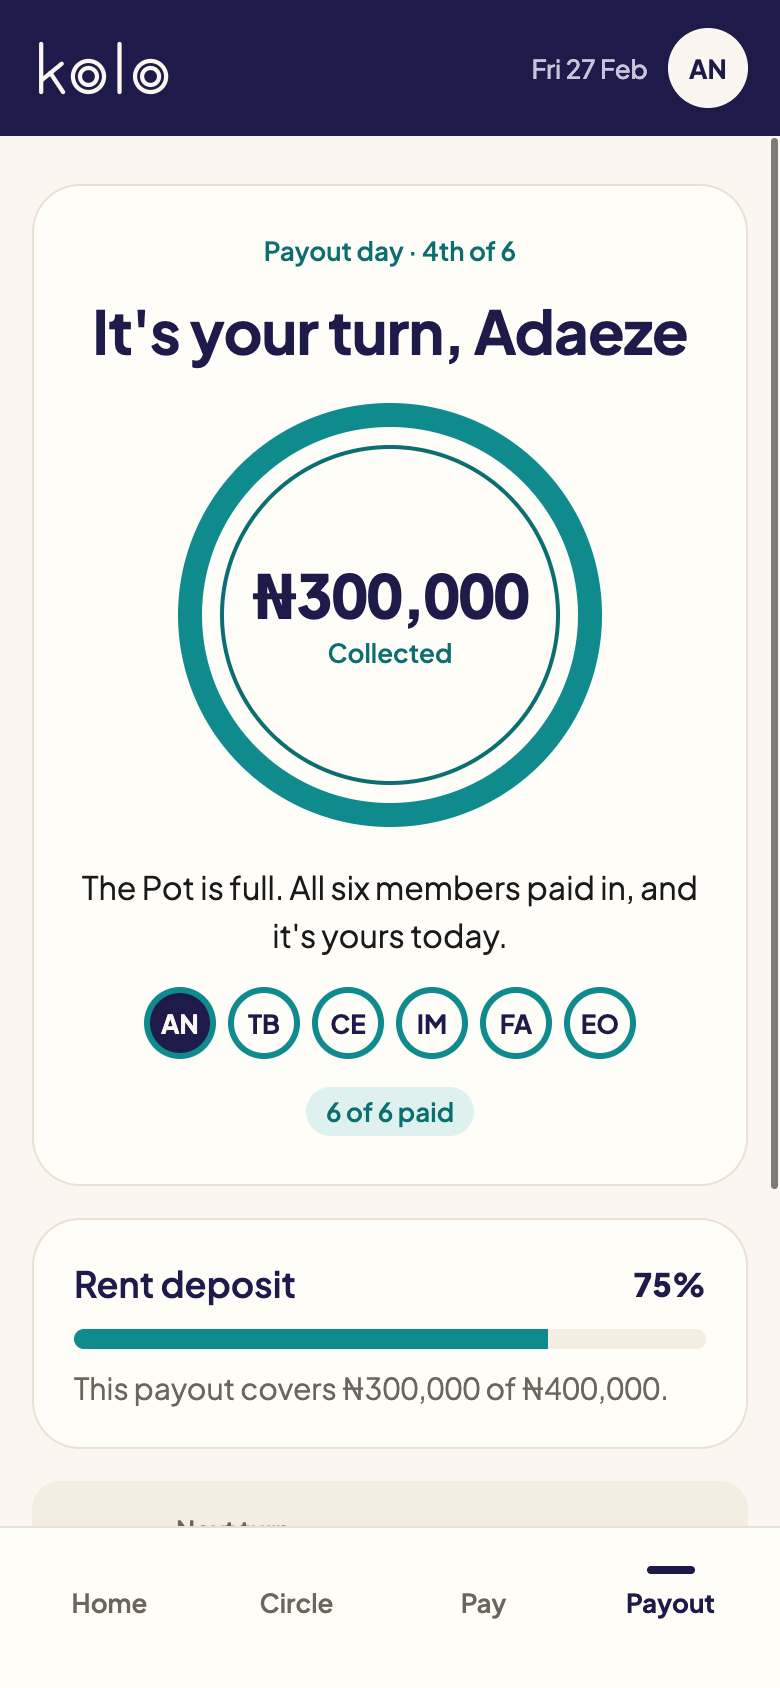 kolo
Fri 27 Feb
AN
Payout day · 4th of 6
It's your turn, Adaeze
₦300,000
Collected
The Pot is full. All six members paid in, and
it's yours today.
AN TB CE IM FA EO
6 of 6 paid
Rent deposit 75%
This payout covers ₦300,000 of ₦400,000.
Next turn
Home Circle Pay Payout